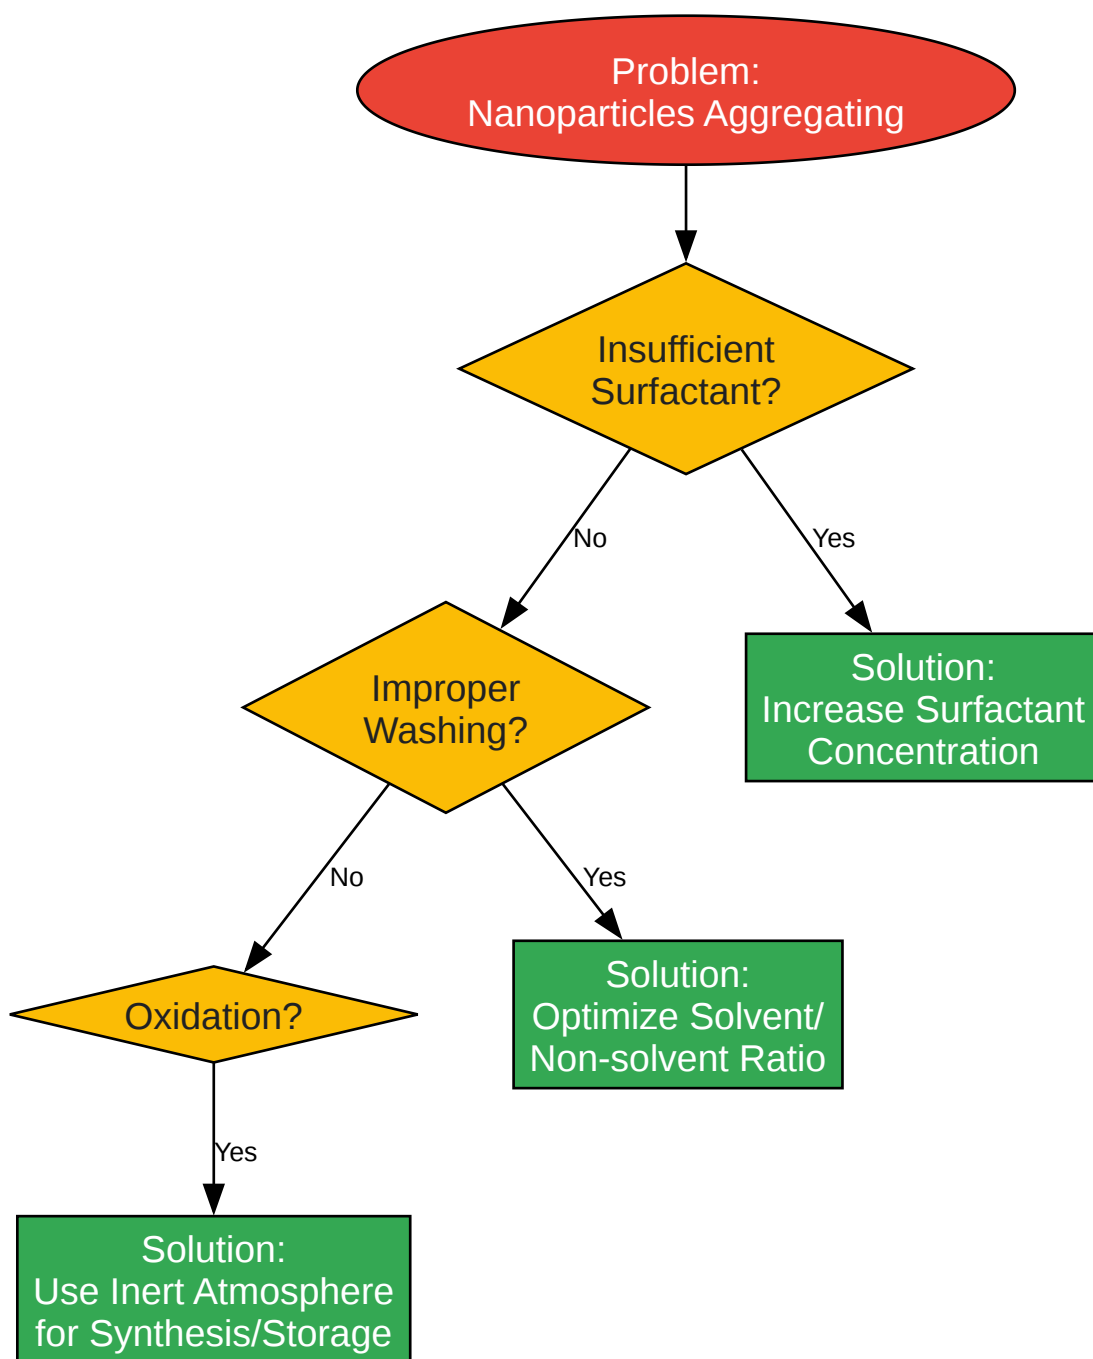 Problem:
Nanoparticles Aggregating
Insufficient
Surfactant?
No
Yes
Improper
Washing?
Solution:
Increase Surfactant
Concentration
No
Yes
Oxidation?
Solution:
Optimize Solvent/
Non-solvent Ratio
Yes
Solution:
Use Inert Atmosphere
for Synthesis/Storage